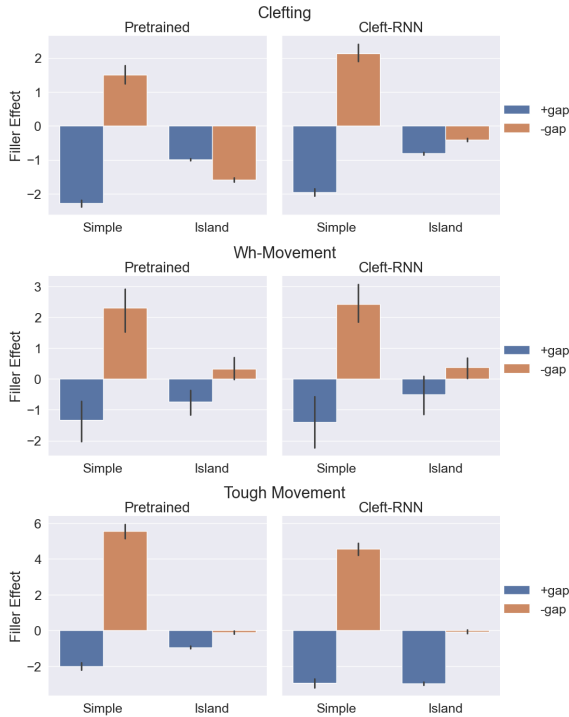 Clefting
Pretrained
Cleft-RNN
Filler Effect
2
1
0
−1
−2
Simple
Island
Simple
Island
+gap
-gap
Wh-Movement
Pretrained
Cleft-RNN
Filler Effect
3
2
1
0
−1
−2
Simple
Island
Simple
Island
+gap
-gap
Tough Movement
Pretrained
Cleft-RNN
Filler Effect
6
4
2
0
−2
Simple
Island
Simple
Island
+gap
-gap